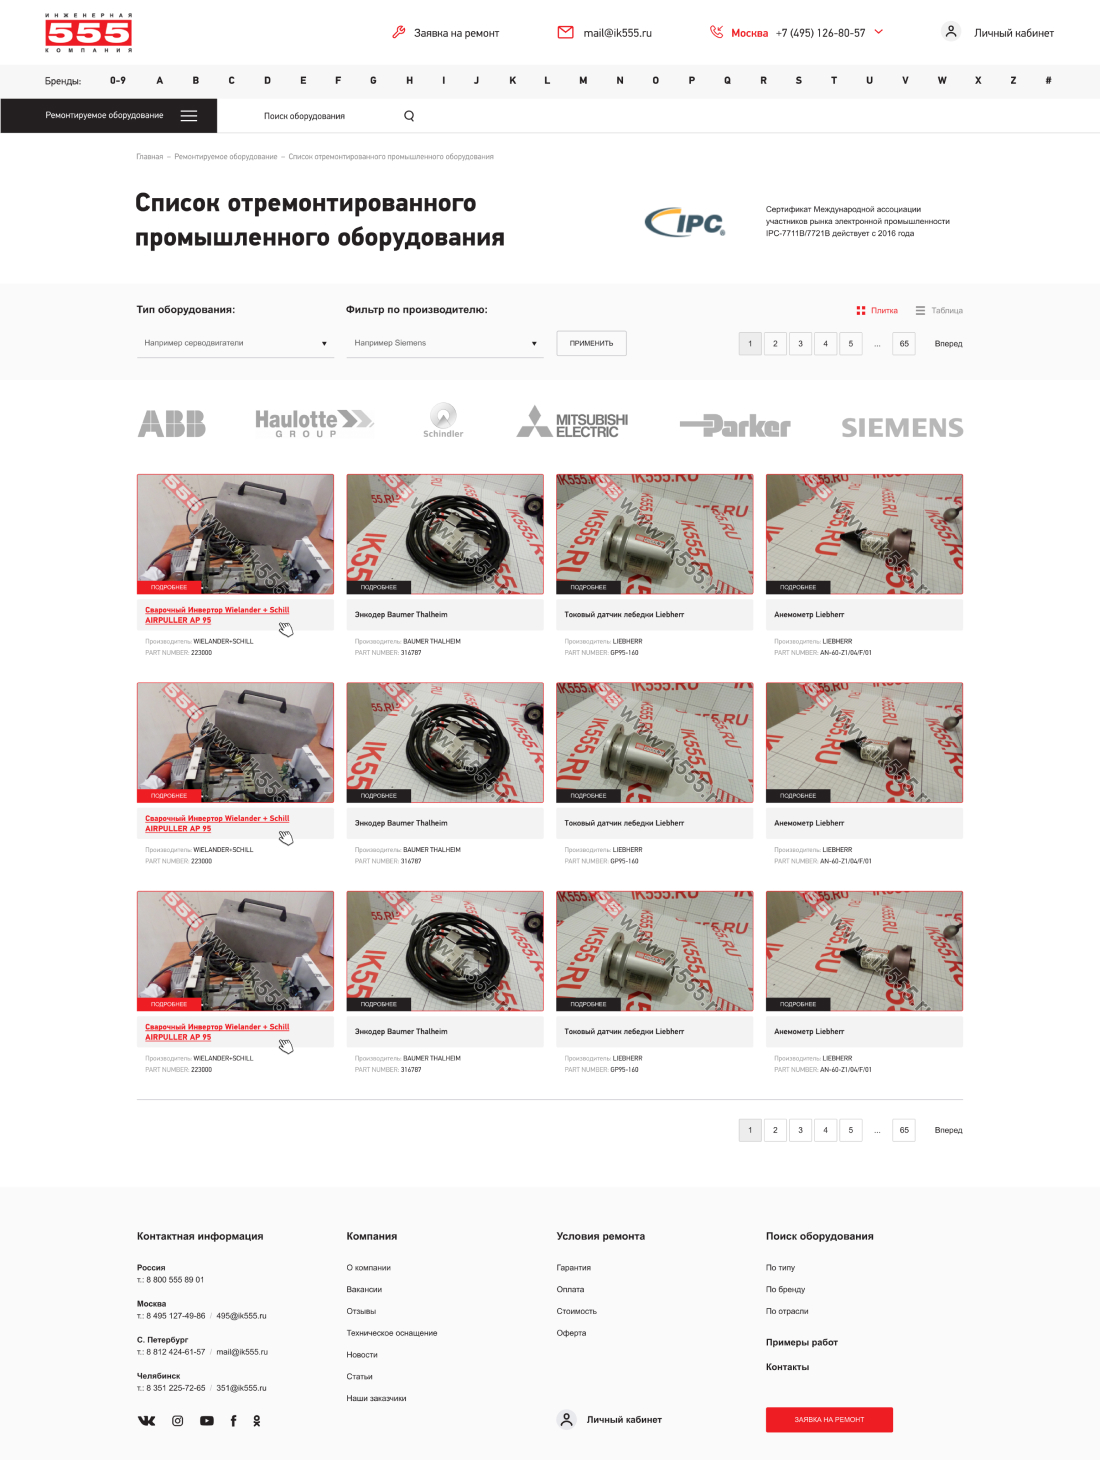 ИНЖЕНЕРНАЯ
555
КОМПАНИЯ
Заявка на ремонт
mail@ik555.ru
Москва +7 (495) 126-80-57
Личный кабинет
Бренды: 0-9 A B C D E F G H I J K L M N O P Q R S T U V W X Z #
Ремонтируемое оборудование
Поиск оборудования
Главная – Ремонтируемое оборудование – Список отремонтированного промышленного оборудования
Список отремонтированного
промышленного оборудования
IPC®
Сертификат Международной ассоциации
участников рынка электронной промышленности
IPC-7711B/7721B действует с 2016 года
Тип оборудования:
Фильтр по производителю:
Плитка
Таблица
Например серводвигатели
Например Siemens
ПРИМЕНИТЬ
1 2 3 4 5 ... 65 Вперед
ABB
Haulotte
GROUP
Schindler
MITSUBISHI
ELECTRIC
Parker
SIEMENS
555
www.ik555.ru
ПОДРОБНЕЕ
ПОДРОБНЕЕ
ПОДРОБНЕЕ
ПОДРОБНЕЕ
Сварочный Инвертор Wielander + Schill
AIRPULLER AP 95
Энкодер Baumer Thalheim
Токовый датчик лебедки Liebherr
Анемометр Liebherr
Производитель: WIELANDER+SCHILL
PART NUMBER: 223000
Производитель: BAUMER THALHEIM
PART NUMBER: 316787
Производитель: LIEBHERR
PART NUMBER: GP95-160
Производитель: LIEBHERR
PART NUMBER: AN-60-Z1/04/F/01
ПОДРОБНЕЕ
ПОДРОБНЕЕ
ПОДРОБНЕЕ
ПОДРОБНЕЕ
Сварочный Инвертор Wielander + Schill
AIRPULLER AP 95
Энкодер Baumer Thalheim
Токовый датчик лебедки Liebherr
Анемометр Liebherr
Производитель: WIELANDER+SCHILL
PART NUMBER: 223000
Производитель: BAUMER THALHEIM
PART NUMBER: 316787
Производитель: LIEBHERR
PART NUMBER: GP95-160
Производитель: LIEBHERR
PART NUMBER: AN-60-Z1/04/F/01
ПОДРОБНЕЕ
ПОДРОБНЕЕ
ПОДРОБНЕЕ
ПОДРОБНЕЕ
Сварочный Инвертор Wielander + Schill
AIRPULLER AP 95
Энкодер Baumer Thalheim
Токовый датчик лебедки Liebherr
Анемометр Liebherr
Производитель: WIELANDER+SCHILL
PART NUMBER: 223000
Производитель: BAUMER THALHEIM
PART NUMBER: 316787
Производитель: LIEBHERR
PART NUMBER: GP95-160
Производитель: LIEBHERR
PART NUMBER: AN-60-Z1/04/F/01
1 2 3 4 5 ... 65 Вперед
Контактная информация
Россия
т.: 8 800 555 89 01
Москва
т.: 8 495 127-49-86 / 495@ik555.ru
С. Петербург
т.: 8 812 424-61-57 / mail@ik555.ru
Челябинск
т.: 8 351 225-72-65 / 351@ik555.ru
Компания
О компании
Вакансии
Отзывы
Техническое оснащение
Новости
Статьи
Наши заказчики
Условия ремонта
Гарантия
Оплата
Стоимость
Оферта
Личный кабинет
Поиск оборудования
По типу
По бренду
По отрасли
Примеры работ
Контакты
ЗАЯВКА НА РЕМОНТ